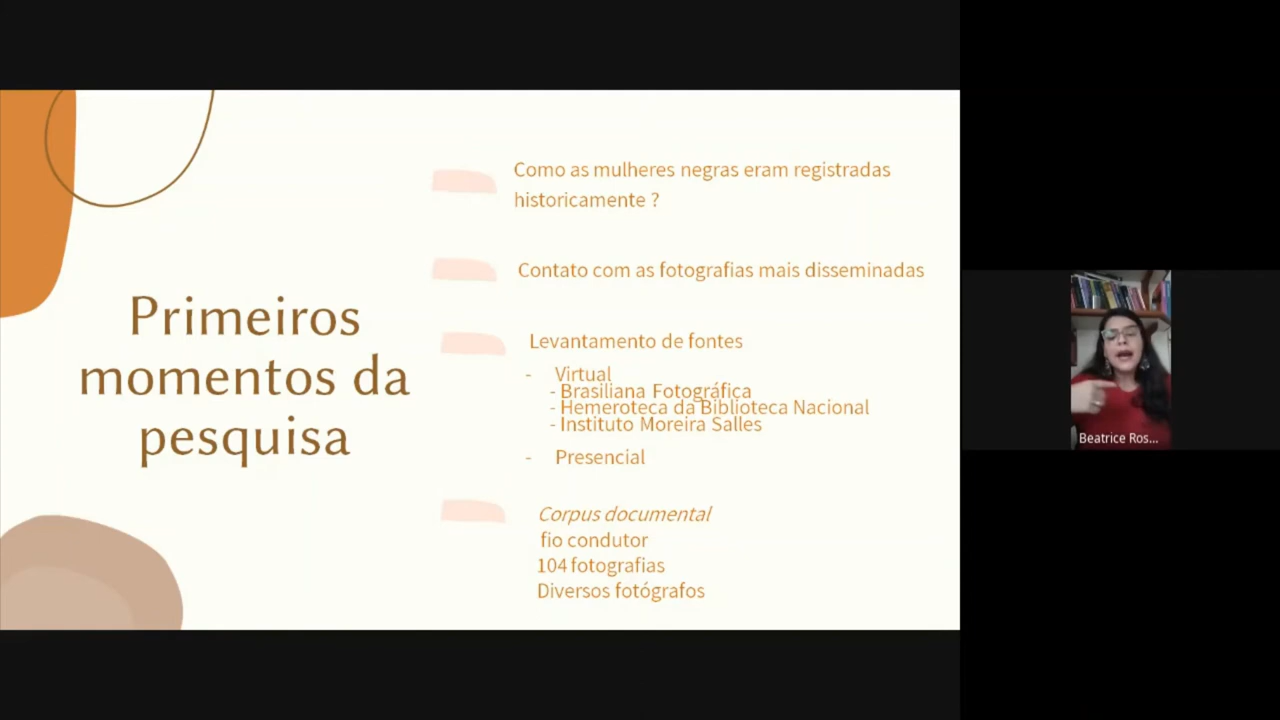 Primeiros
momentos da
pesquisa
Como as mulheres negras eram registradas
historicamente ?
Contato com as fotografias mais disseminadas
Levantamento de fontes
- Virtual
- Brasiliana Fotográfica
- Hemeroteca da Biblioteca Nacional
- Instituto Moreira Salles
- Presencial
Corpus documental
fio condutor
104 fotografias
Diversos fotógrafos
Beatrice Ros...